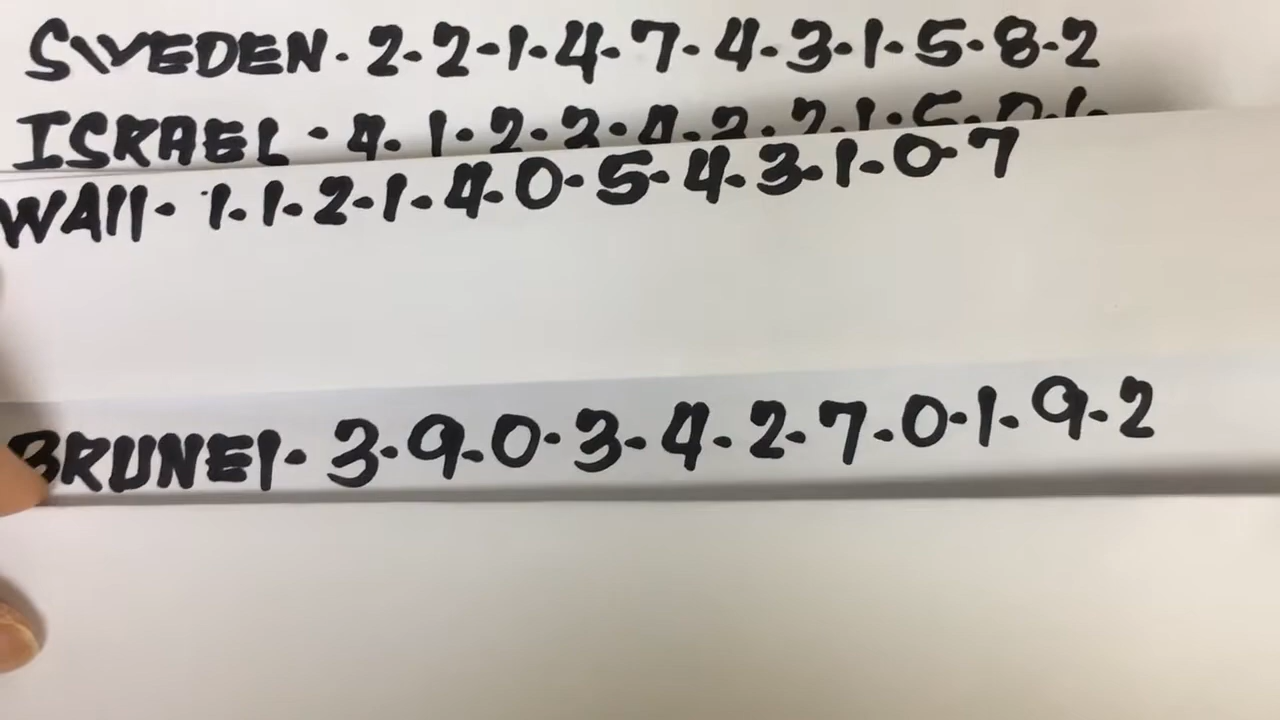 SWEDEN. 2-2-1-4-7-4-3-1-5-8-2
ISRAEL. 4.1-2-
WAII. 1.1-2-1-4-0-5-4-3-1-0-7
BRUNEI. 3-9-0-3-4-2-7-0-1-9-2